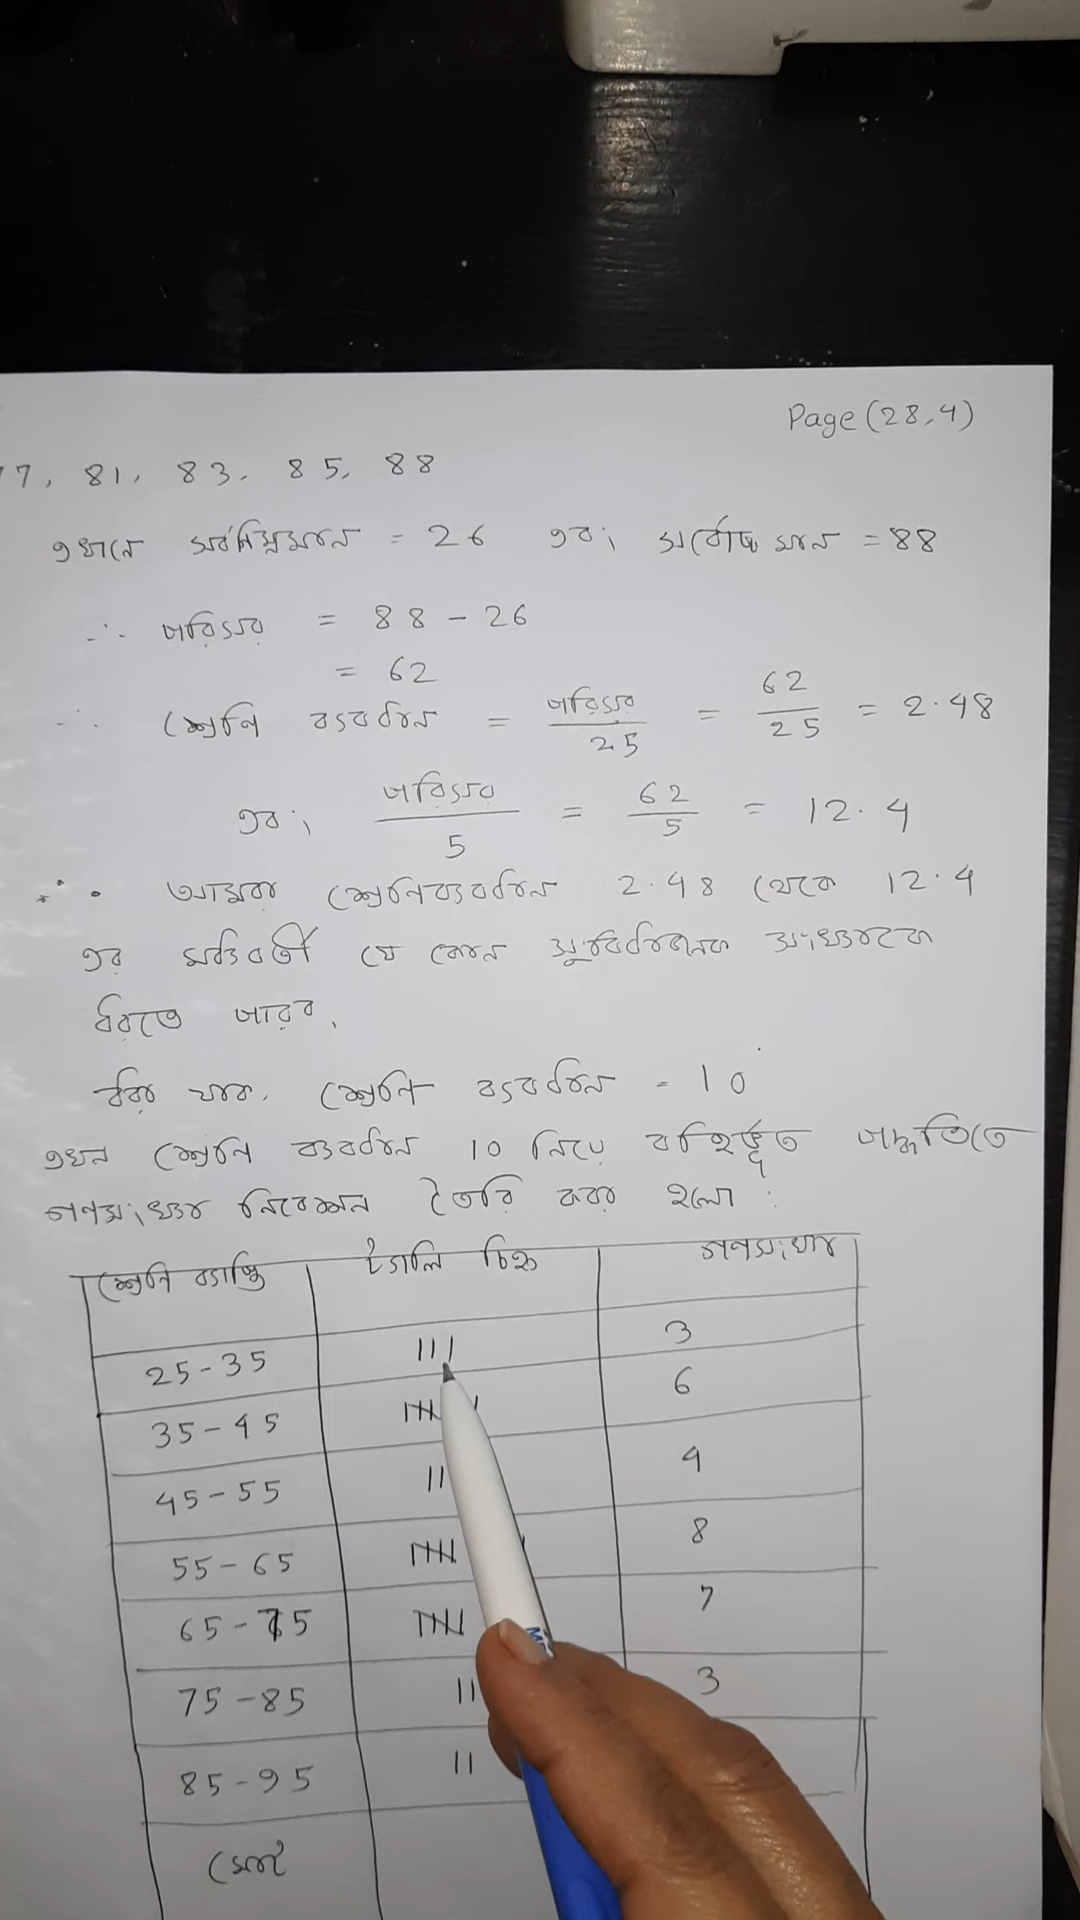 Page (28,4)
77, 81, 83, 85, 88
এখানে সর্বনিম্নমান = 26 এবং সর্বোচ্চ মান = 88
∴ পরিসর = 88 - 26
= 62
∴ শ্রেণি ব্যবধান = পরিসর/25 = 62/25 = 2.48
এবং পরিসর/5 = 62/5 = 12.4
∴ আমরা শ্রেণিব্যবধান 2.48 থেকে 12.4
এর মধ্যবর্তী যে কোন সুবিধাজনক সংখ্যাকে
ধরতে পারব,
ধরা যাক, শ্রেণি ব্যবধান = 10
এখন শ্রেণি ব্যবধান 10 নিয়ে বহির্ভূত পদ্ধতিতে
গণসংখ্যা নিবেশন তৈরি করা হলো :
শ্রেণি ব্যাপ্তি ট্যালি চিহ্ন গণসংখ্যা
25-35 ||| 3
35-45 6
45-55 4
55-65 8
65-75 7
75-85 3
85-95 ||
মোট
MP